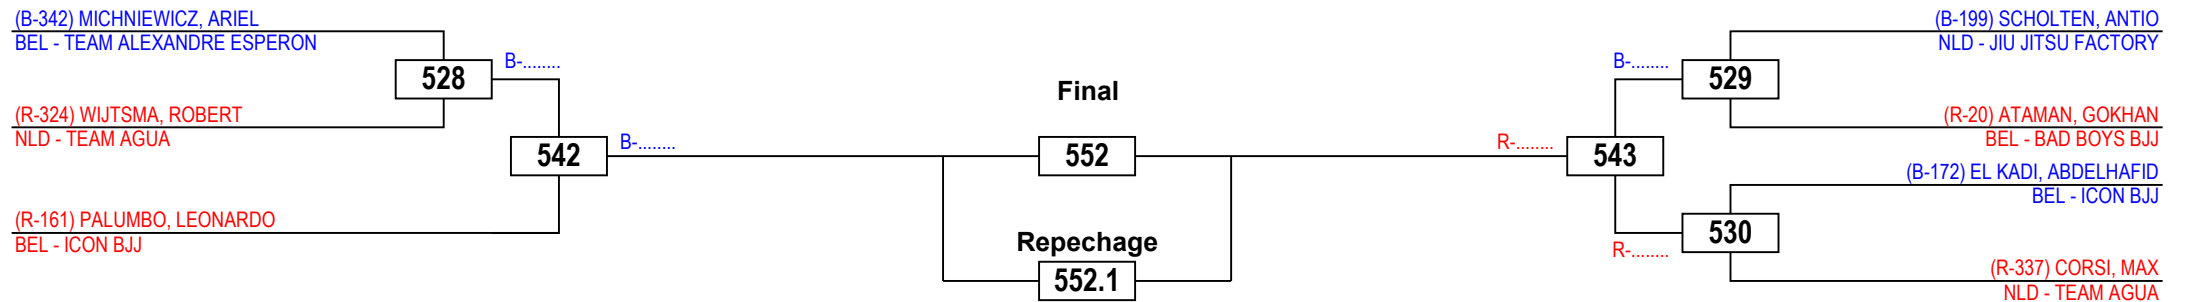 (B-342) MICHNIEWICZ, ARIEL
BEL - TEAM ALEXANDRE ESPERON
528
B-........
(R-324) WIJTSMA, ROBERT
NLD - TEAM AGUA
542
B-........
(R-161) PALUMBO, LEONARDO
BEL - ICON BJJ
Final
552
Repechage
552.1
(B-199) SCHOLTEN, ANTIO
NLD - JIU JITSU FACTORY
B-........
529
(R-20) ATAMAN, GOKHAN
BEL - BAD BOYS BJJ
R-........
543
(B-172) EL KADI, ABDELHAFID
BEL - ICON BJJ
530
R-........
(R-337) CORSI, MAX
NLD - TEAM AGUA